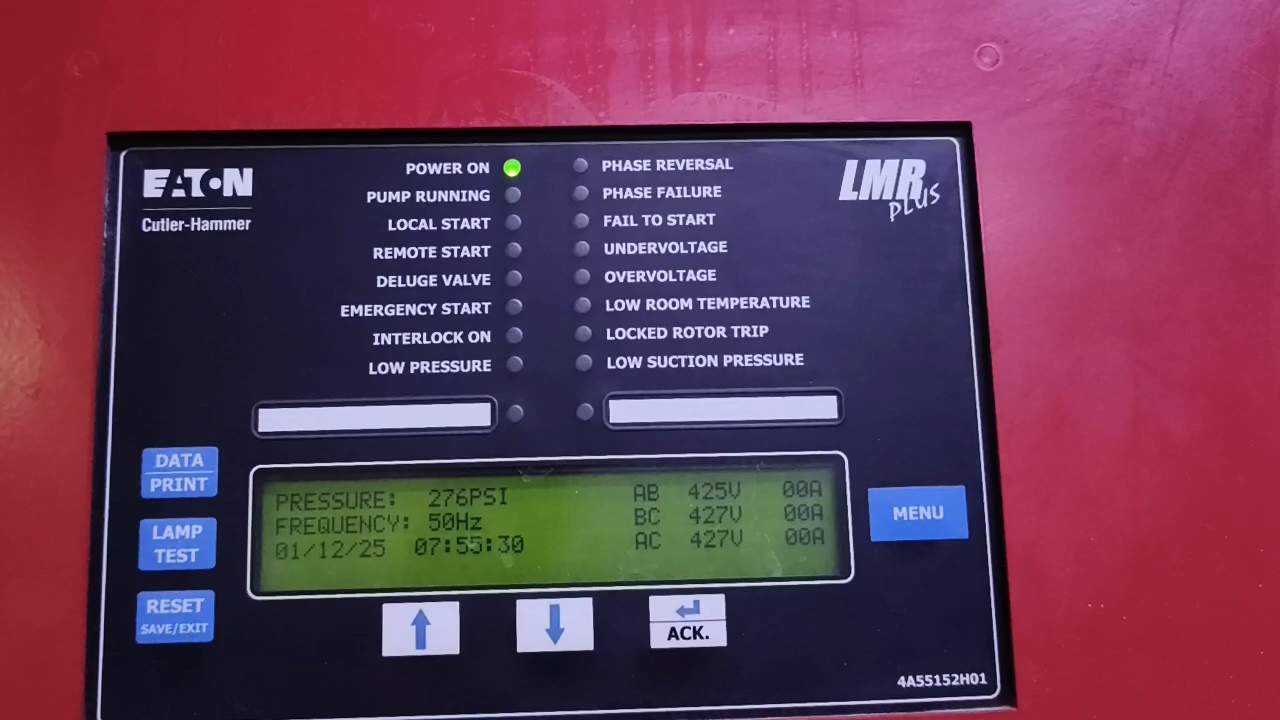 EATON
Cutler-Hammer
LMR
PLUS
POWER ON
PUMP RUNNING
LOCAL START
REMOTE START
DELUGE VALVE
EMERGENCY START
INTERLOCK ON
LOW PRESSURE
PHASE REVERSAL
PHASE FAILURE
FAIL TO START
UNDERVOLTAGE
OVERVOLTAGE
LOW ROOM TEMPERATURE
LOCKED ROTOR TRIP
LOW SUCTION PRESSURE
DATA
PRINT
LAMP
TEST
RESET
SAVE/EXIT
PRESSURE: 276PSI AB 425V 00A
FREQUENCY: 50Hz BC 427V 00A
01/12/25 07:55:30 AC 427V 00A
MENU
ACK.
4A55152H01